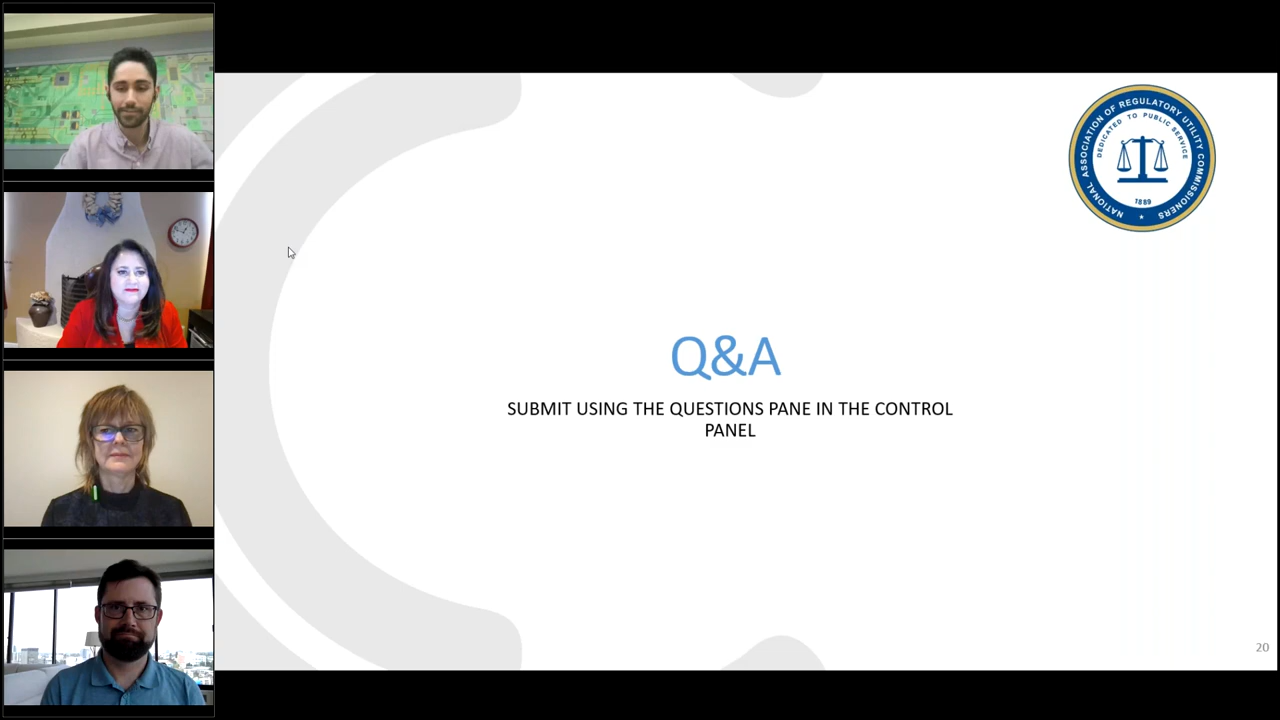 NATIONAL ASSOCIATION OF REGULATORY UTILITY COMMISSIONERS
DEDICATED TO PUBLIC SERVICE
1889
Q&A
SUBMIT USING THE QUESTIONS PANE IN THE CONTROL
PANEL
20